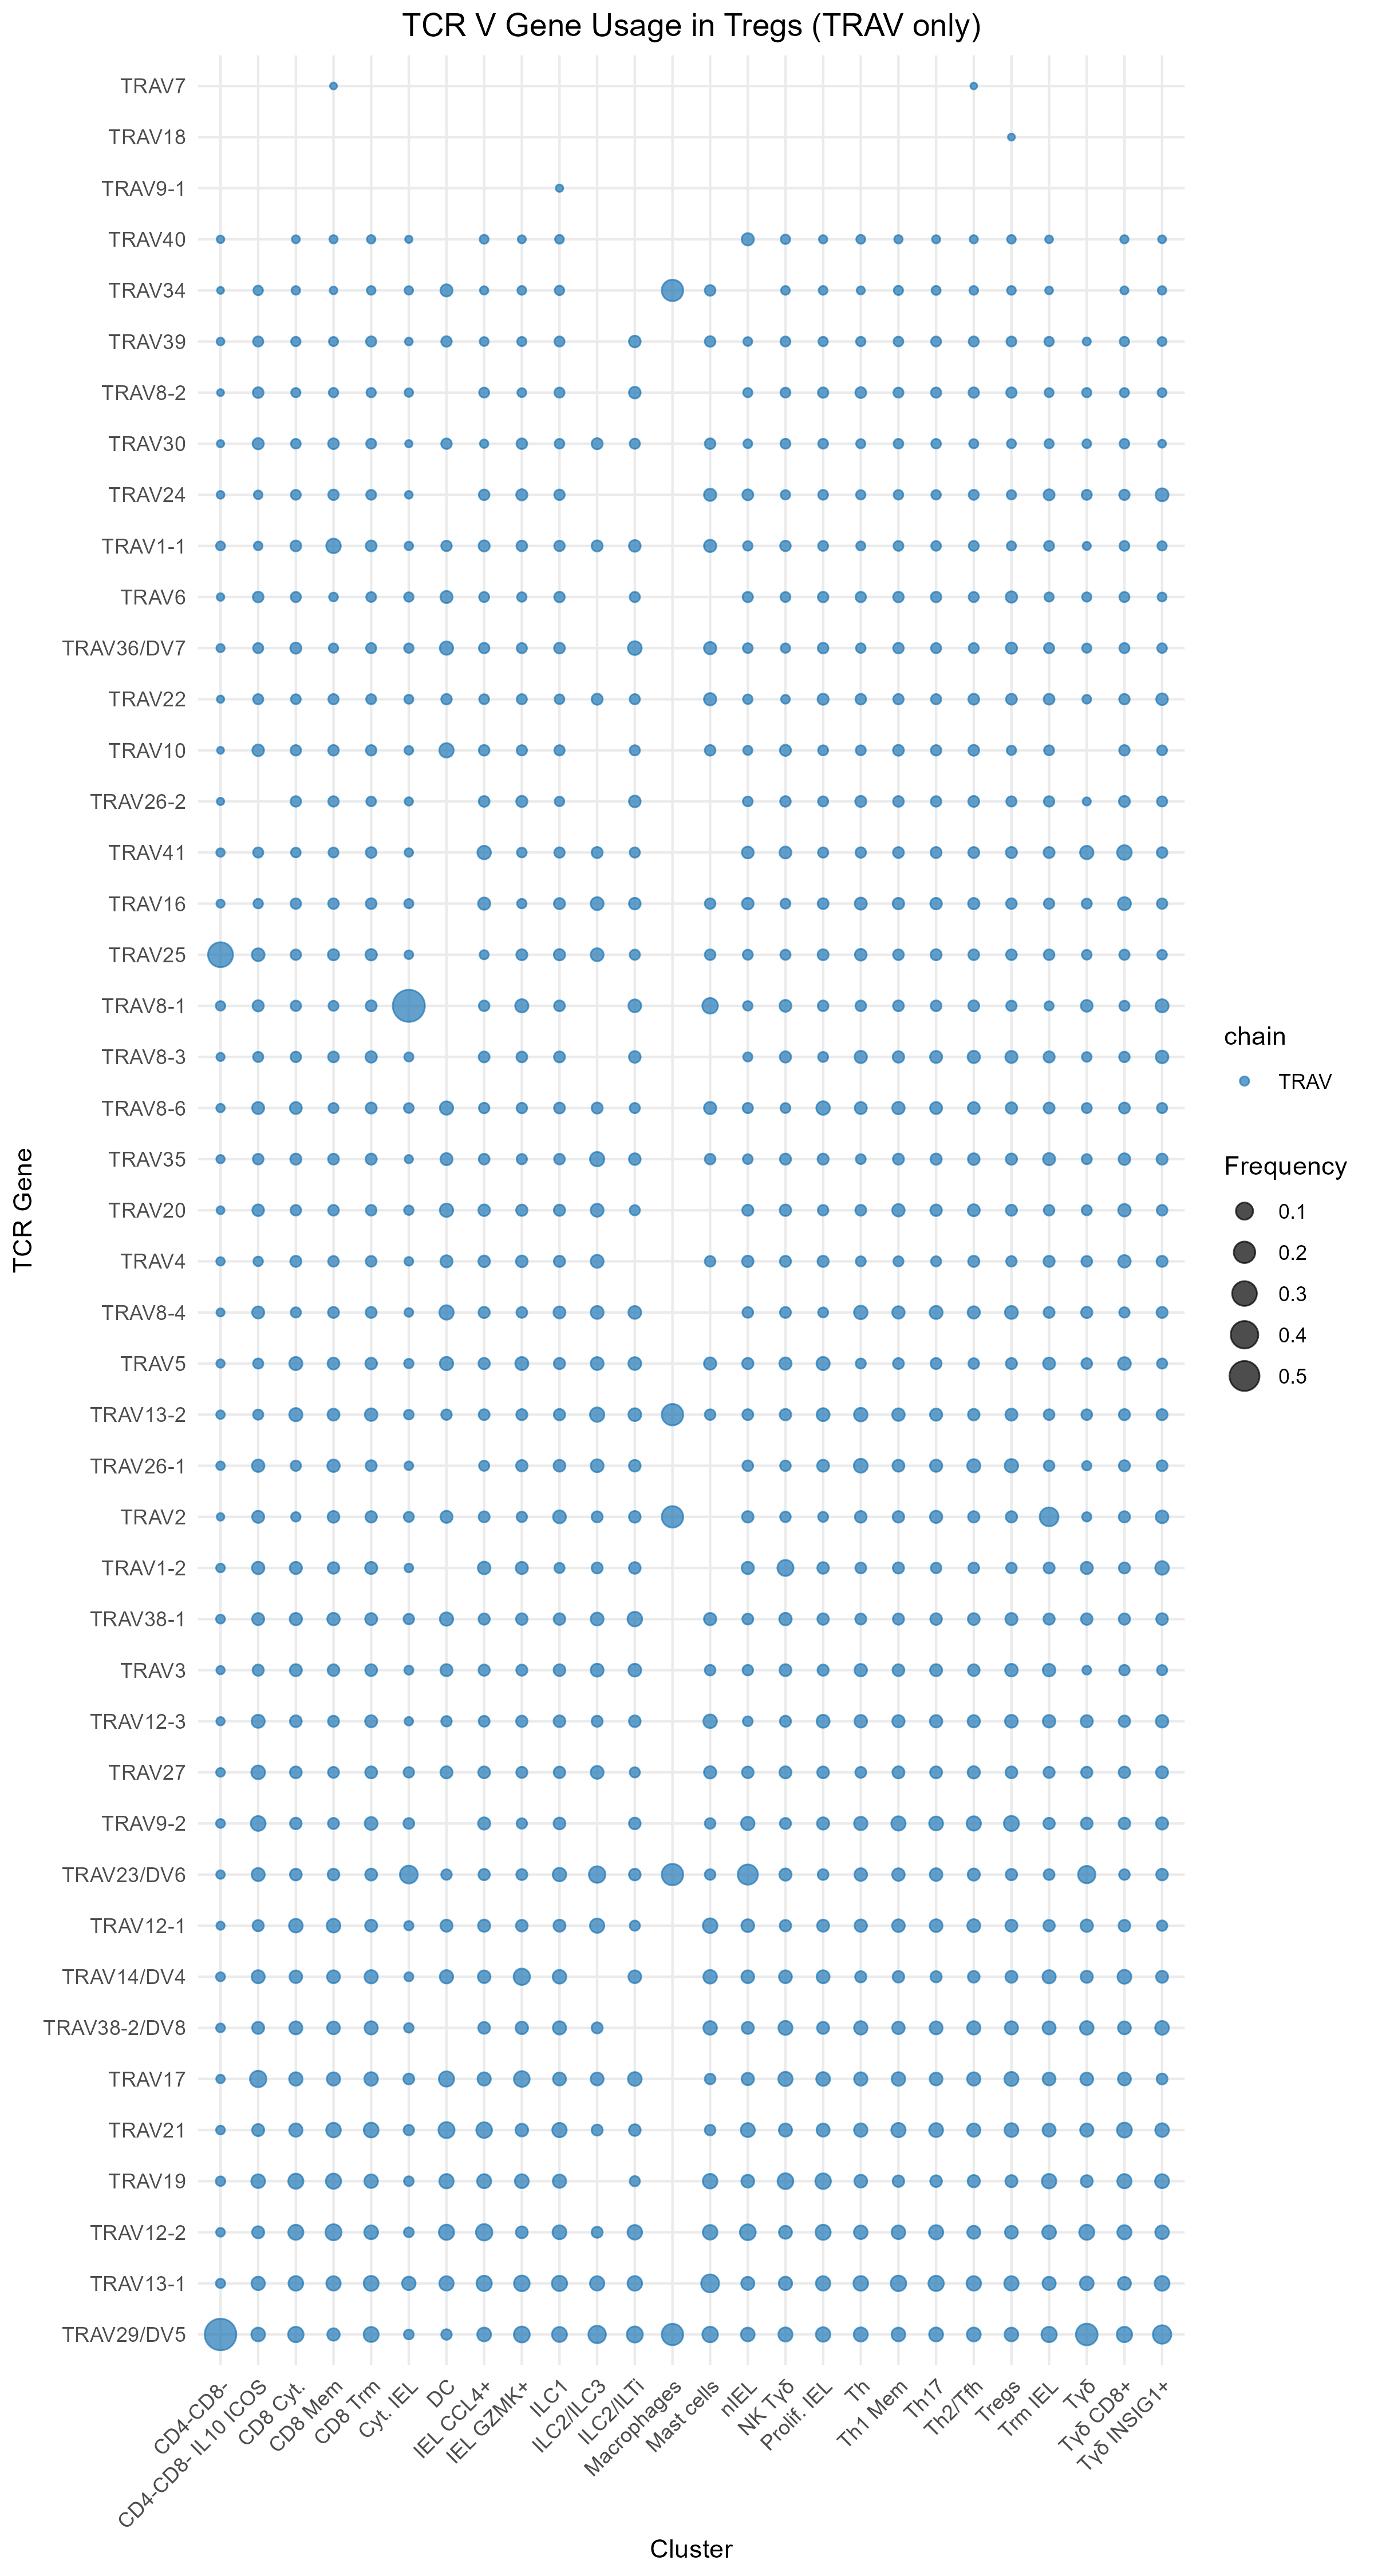 TCR V Gene Usage in Tregs (TRAV only)
TCR Gene
TRAV7
TRAV18
TRAV9-1
TRAV40
TRAV34
TRAV39
TRAV8-2
TRAV30
TRAV24
TRAV1-1
TRAV6
TRAV36/DV7
TRAV22
TRAV10
TRAV26-2
TRAV41
TRAV16
TRAV25
TRAV8-1
TRAV8-3
TRAV8-6
TRAV35
TRAV20
TRAV4
TRAV8-4
TRAV5
TRAV13-2
TRAV26-1
TRAV2
TRAV1-2
TRAV38-1
TRAV3
TRAV12-3
TRAV27
TRAV9-2
TRAV23/DV6
TRAV12-1
TRAV14/DV4
TRAV38-2/DV8
TRAV17
TRAV21
TRAV19
TRAV12-2
TRAV13-1
TRAV29/DV5
CD4-CD8-
CD4-CD8- IL10 ICOS
CD8 Cyt.
CD8 Mem
CD8 Trm
Cyt. IEL
DC
IEL CCL4+
IEL GZMK+
ILC1
ILC2/ILC3
ILC2/ILTi
Macrophages
Mast cells
nIEL
NK Tγδ
Prolif. IEL
Th
Th1 Mem
Th17
Th2/Tfh
Tregs
Trm IEL
Tγδ
Tγδ CD8+
Tγδ INSIG1+
Cluster
chain
TRAV
Frequency
0.1
0.2
0.3
0.4
0.5